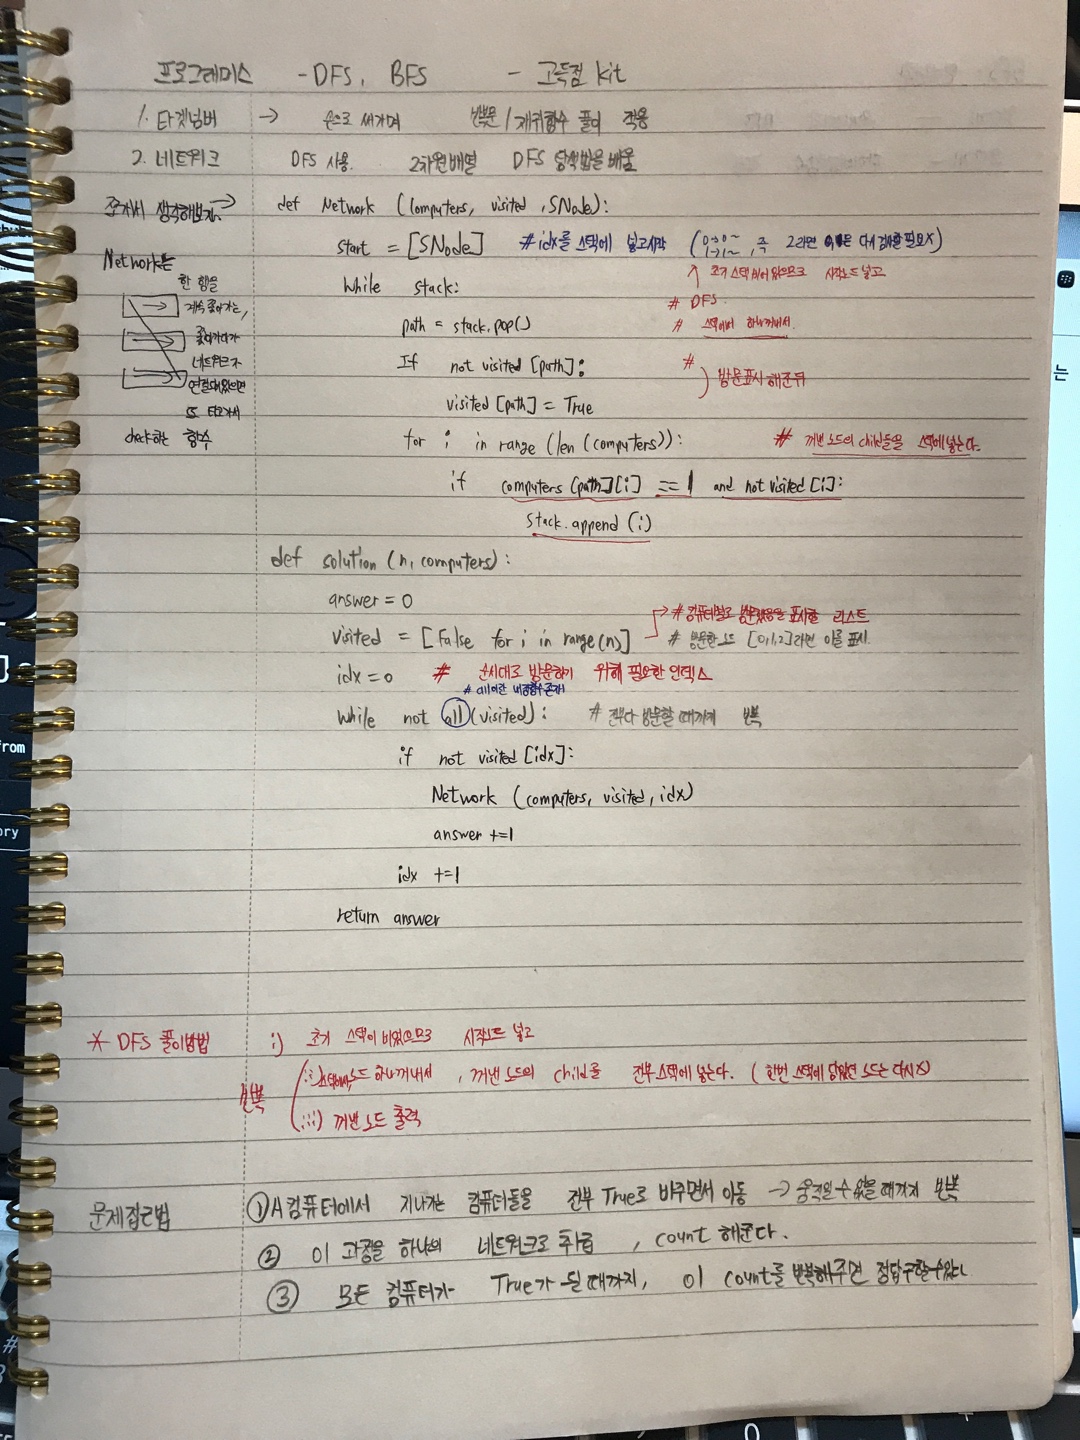 프로그래머스 - DFS, BFS - 고득점 Kit
1. 타겟넘버 → 손으로 써가며 반복문 / 재귀함수 풀이 적용
2. 네트워크 DFS 사용. 2차원배열 DFS 탐색법을 배움
쪼개서 생각해보자. →
def Network (computers, visited, SNode):
start = [SNode] # idx를 스택에 넣고시작 (0→0~ 1→1~, 즉 2라면 이는 다시 검사할 필요X)
초기 스택 비어있으므로 시작노드 넣고
Network는
한 행을
계속 쫓아가는,
쫓아가다가
네트워크가
연결돼있으면
또 타고가서
check하는 함수
While stack:
# DFS.
path = stack.pop() # 스택에서 하나꺼내서.
If not visited [path]: #
) 방문표시 해준뒤
visited [path] = True
for i in range (len (computers)): # 꺼낸 노드의 child들을 스택에 넣는다.
if computers [path][i] == 1 and not visited [i]:
stack.append (i)
def solution (n, computers):
answer = 0
→ # 컴퓨터별로 방문했음을 표시할 리스트
visited = [False for i in range(n)] # 방문한 노드 [0,1,2]라면 이를 표시.
idx = 0 # 순서대로 방문하기 위해 필요한 인덱스
# all이란 내장함수 존재
While not all (visited): # 전부다 방문할 때까지 반복
if not visited [idx]:
Network (computers, visited, idx)
answer +=1
idx +=1
return answer
* DFS 풀이방법 i) 초기 스택이 비었으므로 시작노드 넣고
반복
ii) 스택에서 노드 하나꺼내서, 꺼낸 노드의 child를 전부 스택에 넣는다. (한번 스택에 담았던 노드는 다시X)
iii) 꺼낸 노드 출력
문제접근법
① A컴퓨터에서 지나가는 컴퓨터들을 전부 True로 바꾸면서 이동 → 움직일 수 없을 때까지 반복
② 이 과정을 하나의 네트워크로 취급, count 해준다.
③ 모든 컴퓨터가 True가 될 때까지, 이 count를 반복해주면 정답 구할수있다